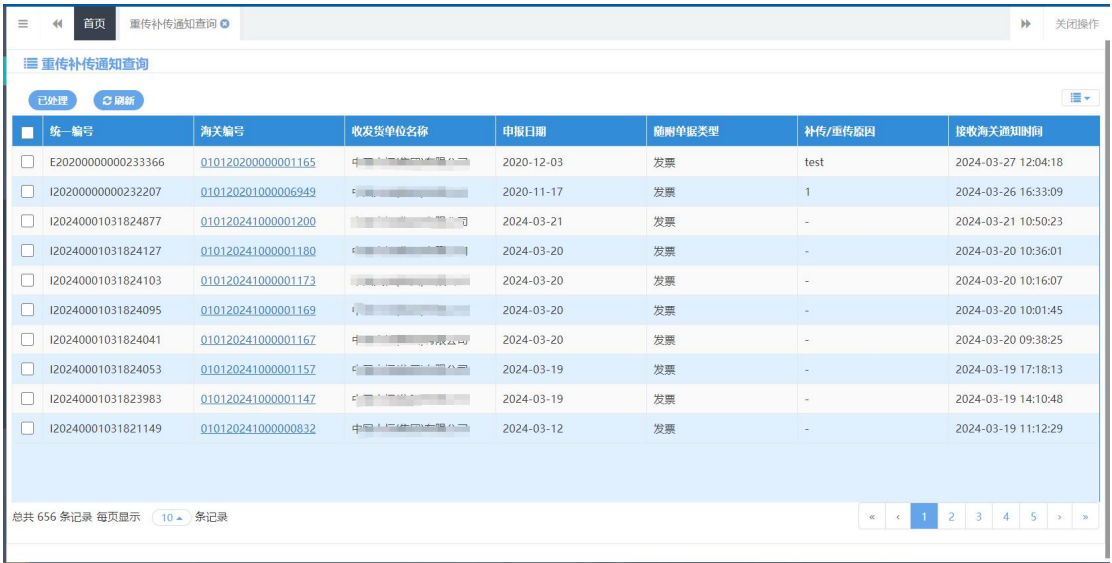 首页 重传补传通知查询 关闭操作
重传补传通知查询
已处理 刷新
统一编号 海关编号 收发货单位名称 申报日期 随附单据类型 补传/重传原因 接收海关通知时间
E20200000000233366 010120200000001165 2020-12-03 发票 test 2024-03-27 12:04:18
I20200000000232207 010120201000006949 2020-11-17 发票 1 2024-03-26 16:33:09
I20240001031824877 010120241000001200 2024-03-21 发票 - 2024-03-21 10:50:23
I20240001031824127 010120241000001180 2024-03-20 发票 - 2024-03-20 10:36:01
I20240001031824103 010120241000001173 2024-03-20 发票 - 2024-03-20 10:16:07
I20240001031824095 010120241000001169 2024-03-20 发票 - 2024-03-20 10:01:45
I20240001031824041 010120241000001167 2024-03-20 发票 - 2024-03-20 09:38:25
I20240001031824053 010120241000001157 2024-03-19 发票 - 2024-03-19 17:18:13
I20240001031823983 010120241000001147 2024-03-19 发票 - 2024-03-19 14:10:48
I20240001031821149 010120241000000832 2024-03-12 发票 - 2024-03-19 11:12:29
总共 656 条记录 每页显示 10 条记录 « ‹ 1 2 3 4 5 › »